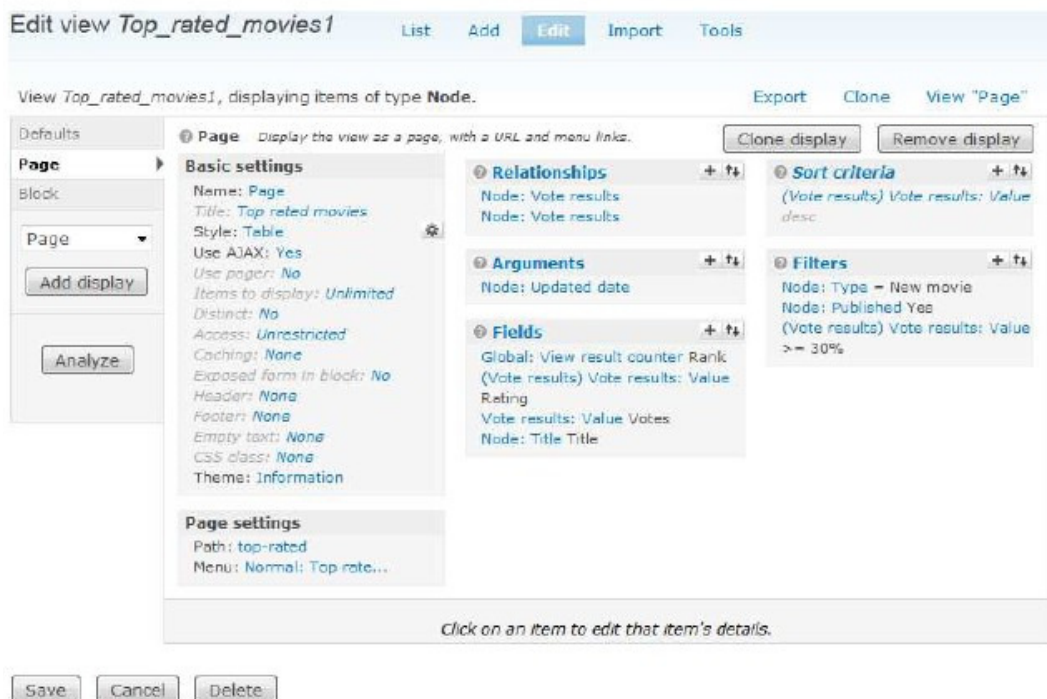 Edit view Top_rated_movies1
List Add Edit Import Tools
View Top_rated_movies1, displaying items of type Node.
Export Clone View "Page"
Defaults
Page
Block
Page
Add display
Analyze
Page Display the view as a page, with a URL and menu links.
Clone display Remove display
Basic settings
Name: Page
Title: Top rated movies
Style: Table
Use AJAX: Yes
Use pager: No
Items to display: Unlimited
Distinct: No
Access: Unrestricted
Caching: None
Exposed form in block: No
Header: None
Footer: None
Empty text: None
CSS class: None
Theme: Information
Page settings
Path: top-rated
Menu: Normal: Top rate...
Relationships
Node: Vote results
Node: Vote results
Arguments
Node: Updated date
Fields
Global: View result counter Rank
(Vote results) Vote results: Value
Rating
Vote results: Value Votes
Node: Title Title
Sort criteria
(Vote results) Vote results: Value
desc
Filters
Node: Type = New movie
Node: Published Yes
(Vote results) Vote results: Value
>= 30%
Click on an item to edit that item's details.
Save Cancel Delete